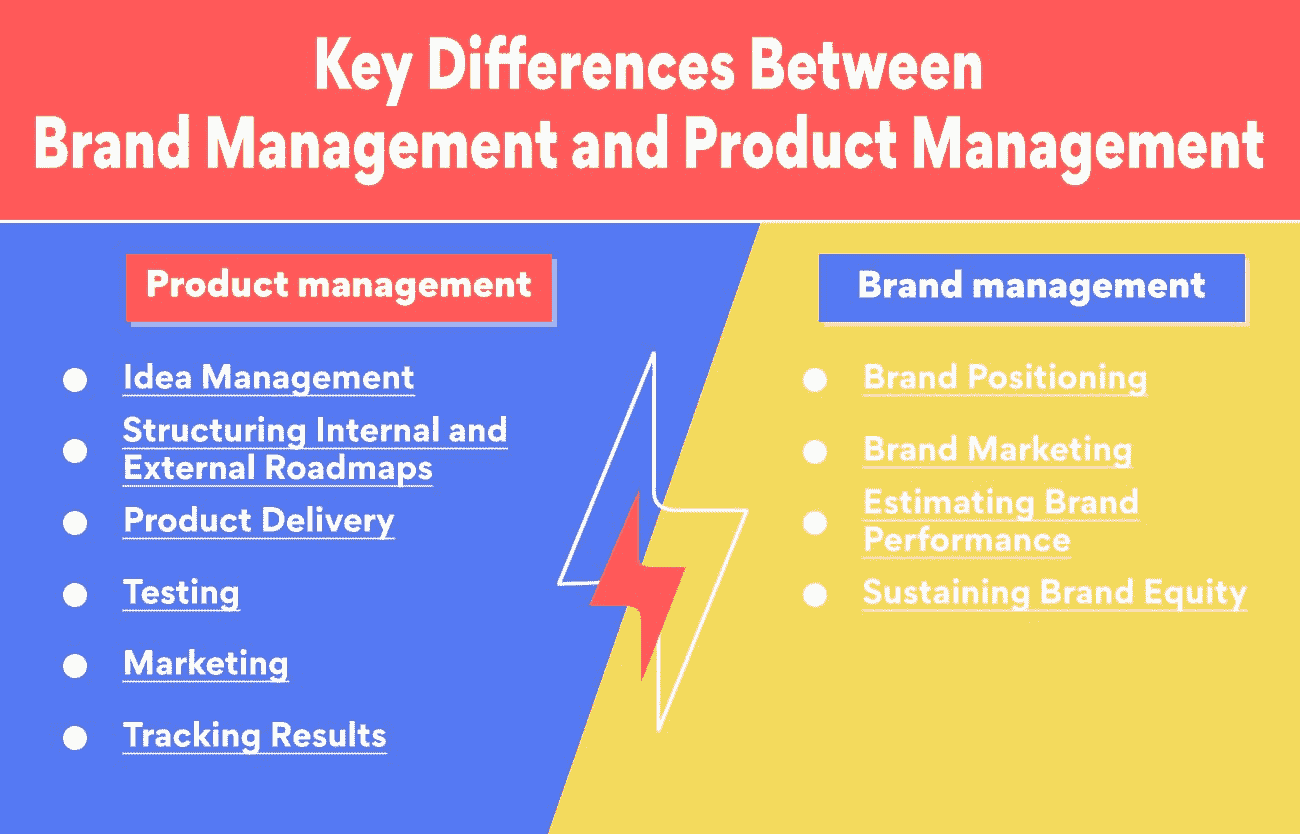 Key Differences Between
Brand Management and Product Management
Product management
Idea Management
Structuring Internal and
External Roadmaps
Product Delivery
Testing
Marketing
Tracking Results
Brand management
Brand Positioning
Brand Marketing
Estimating Brand
Performance
Sustaining Brand Equity